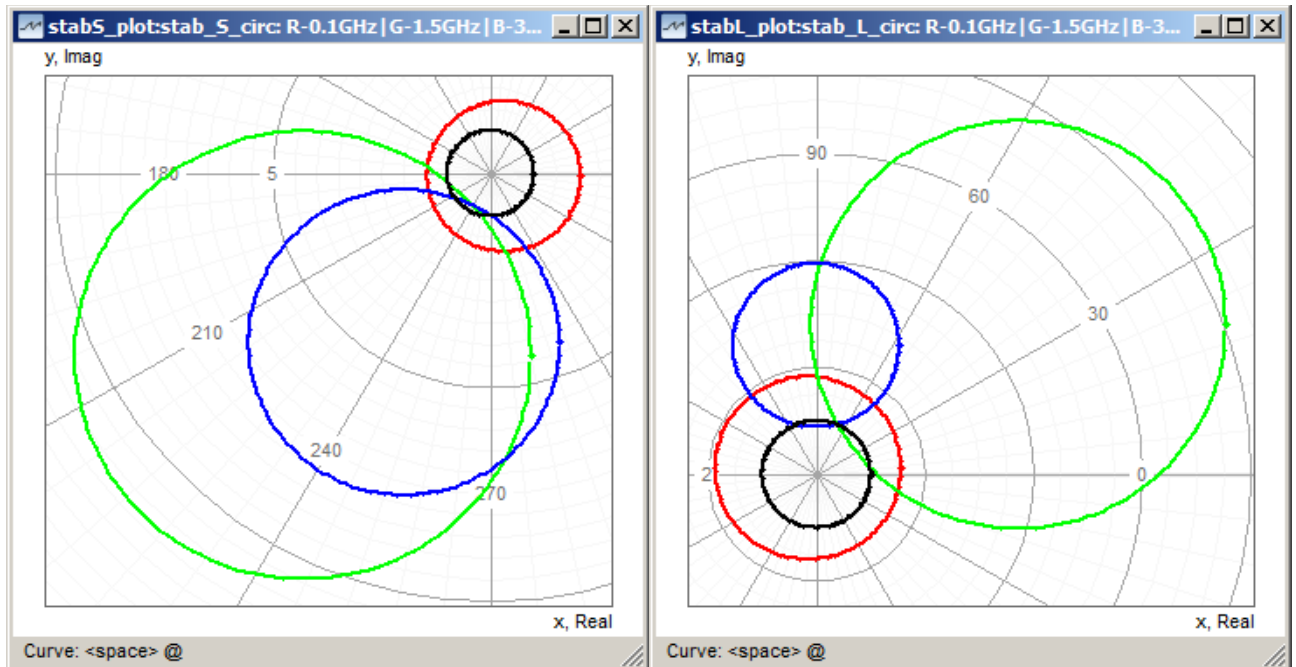 stabS_plot:stab_S_circ: R-0.1GHz|G-1.5GHz|B-3...
y, Imag
180
5
210
240
270
x, Real
Curve: <space> @
stabL_plot:stab_L_circ: R-0.1GHz|G-1.5GHz|B-3...
y, Imag
90
60
30
2
0
x, Real
Curve: <space> @